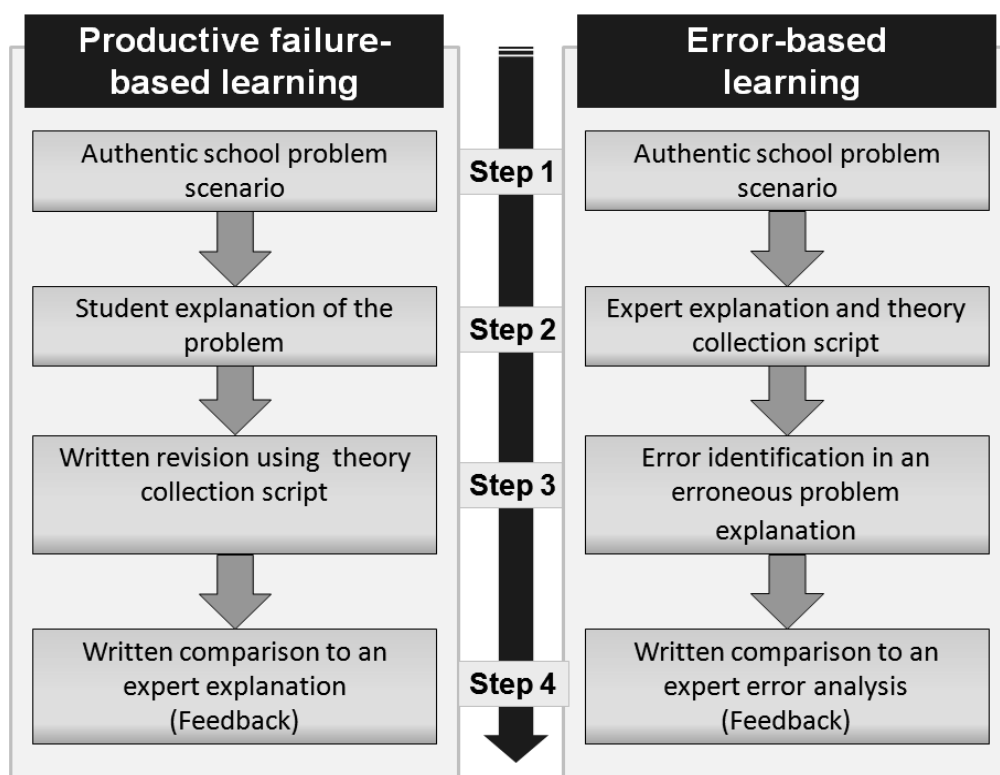 Productive failure-
based learning
Authentic school problem
scenario
Student explanation of the
problem
Written revision using theory
collection script
Written comparison to an
expert explanation
(Feedback)
Step 1
Step 2
Step 3
Step 4
Error-based
learning
Authentic school problem
scenario
Expert explanation and theory
collection script
Error identification in an
erroneous problem
explanation
Written comparison to an
expert error analysis
(Feedback)